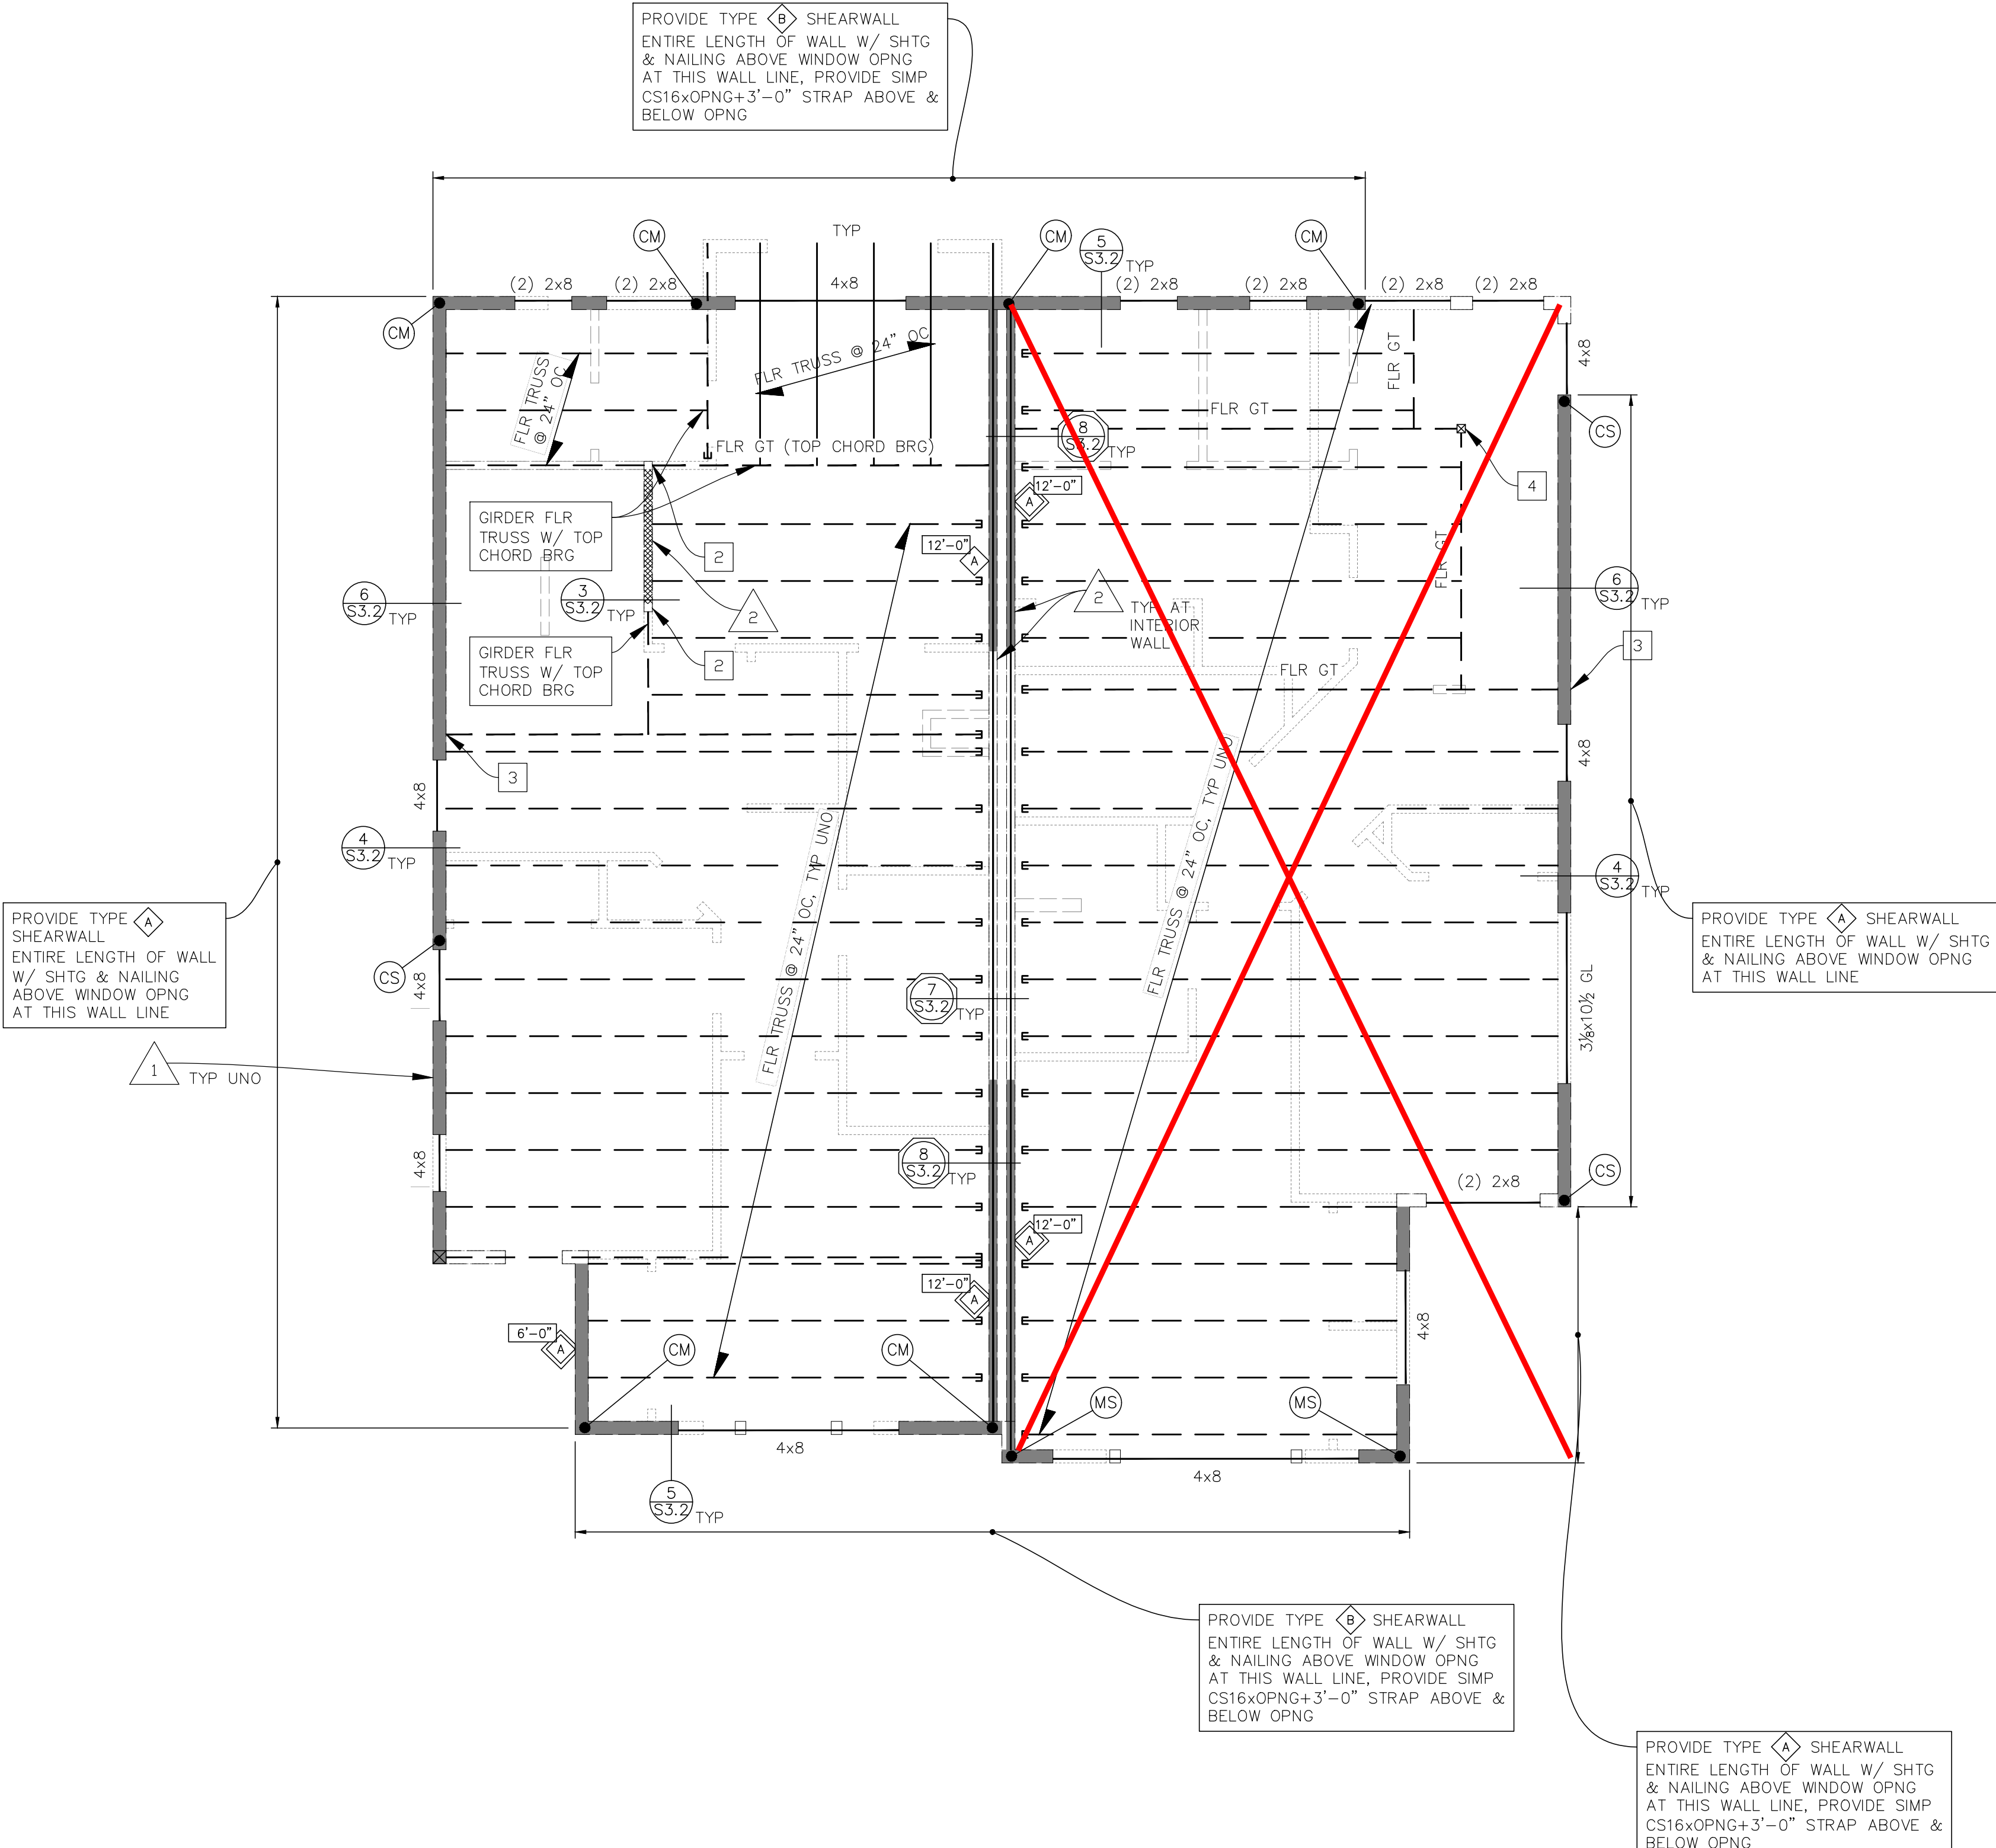 PROVIDE TYPE B SHEARWALL
ENTIRE LENGTH OF WALL W/ SHTG
& NAILING ABOVE WINDOW OPNG
AT THIS WALL LINE, PROVIDE SIMP
CS16xOPNG+3'-0" STRAP ABOVE &
BELOW OPNG
TYP
CM
CM
CM
5
S3.2 TYP
(2) 2x8
(2) 2x8
4x8
(2) 2x8
(2) 2x8
(2) 2x8
(2) 2x8
CM
FLR TRUSS
@ 24" OC
FLR TRUSS @ 24" OC
FLR GT
4x8
FLR GT
CS
FLR GT (TOP CHORD BRG)
8
S3.2 TYP
4
12'-0"
A
GIRDER FLR
TRUSS W/ TOP
CHORD BRG
2
12'-0"
A
FLR GT
6
S3.2 TYP
3
S3.2 TYP
2
2
TYP AT
INTERIOR
WALL
6
S3.2 TYP
3
GIRDER FLR
TRUSS W/ TOP
CHORD BRG
2
FLR GT
3
4x8
4x8
4
S3.2 TYP
FLR TRUSS @ 24" OC, TYP UNO
FLR TRUSS @ 24" OC, TYP UNO
4
S3.2 TYP
PROVIDE TYPE A
SHEARWALL
ENTIRE LENGTH OF WALL
W/ SHTG & NAILING
ABOVE WINDOW OPNG
AT THIS WALL LINE
PROVIDE TYPE A SHEARWALL
ENTIRE LENGTH OF WALL W/ SHTG
& NAILING ABOVE WINDOW OPNG
AT THIS WALL LINE
CS
4x8
7
S3.2 TYP
3⅛x10½ GL
1
TYP UNO
4x8
8
S3.2 TYP
(2) 2x8
CS
12'-0"
A
12'-0"
A
6'-0"
A
4x8
CM
CM
MS
MS
4x8
4x8
5
S3.2 TYP
PROVIDE TYPE B SHEARWALL
ENTIRE LENGTH OF WALL W/ SHTG
& NAILING ABOVE WINDOW OPNG
AT THIS WALL LINE, PROVIDE SIMP
CS16xOPNG+3'-0" STRAP ABOVE &
BELOW OPNG
PROVIDE TYPE A SHEARWALL
ENTIRE LENGTH OF WALL W/ SHTG
& NAILING ABOVE WINDOW OPNG
AT THIS WALL LINE, PROVIDE SIMP
CS16xOPNG+3'-0" STRAP ABOVE &
BELOW OPNG